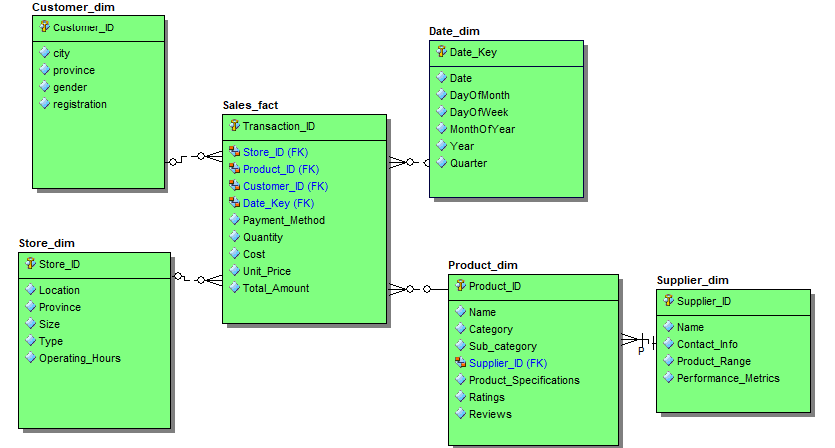 Customer_dim
Customer_ID
city
province
gender
registration
Date_dim
Date_Key
Date
DayOfMonth
DayOfWeek
MonthOfYear
Year
Quarter
Sales_fact
Transaction_ID
Store_ID (FK)
Product_ID (FK)
Customer_ID (FK)
Date_Key (FK)
Payment_Method
Quantity
Cost
Unit_Price
Total_Amount
Store_dim
Store_ID
Location
Province
Size
Type
Operating_Hours
Product_dim
Product_ID
Name
Category
Sub_category
Supplier_ID (FK)
Product_Specifications
Ratings
Reviews
P
Supplier_dim
Supplier_ID
Name
Contact_Info
Product_Range
Performance_Metrics